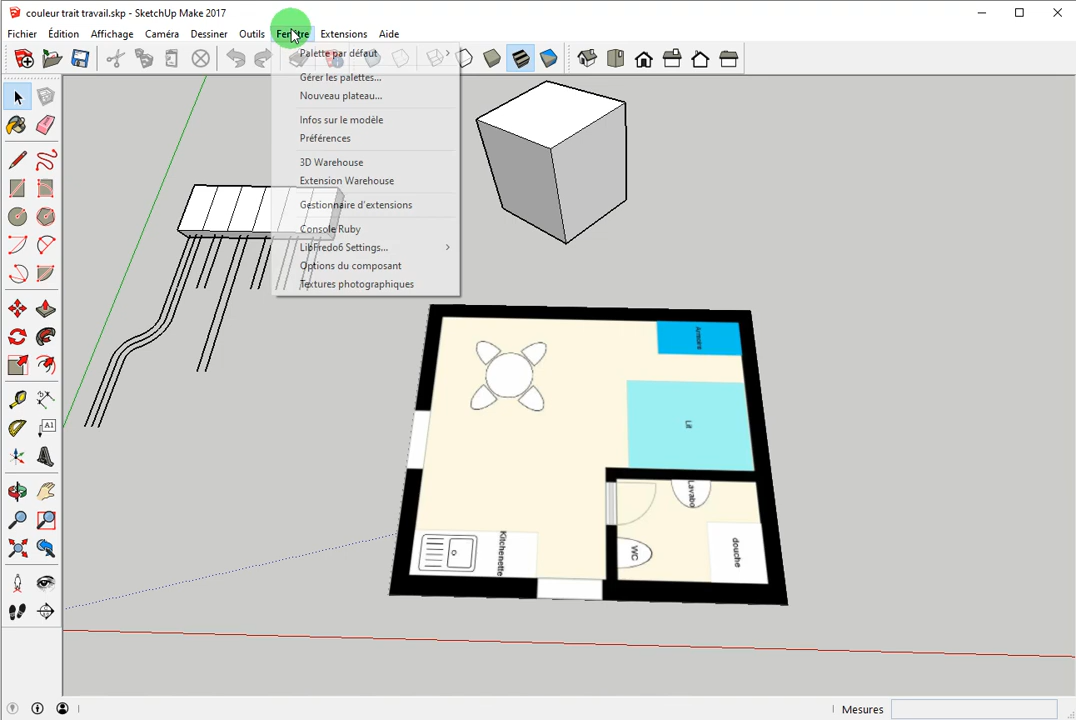 couleur trait travail.skp - SketchUp Make 2017
Fichier Édition Affichage Caméra Dessiner Outils Fenêtre Extensions Aide
Palette par défaut
Gérer les palettes...
Nouveau plateau...
Infos sur le modèle
Préférences
3D Warehouse
Extension Warehouse
Gestionnaire d'extensions
Console Ruby
LibFredo6 Settings...
Options du composant
Textures photographiques
A1
Armoire
Lit
Lavabo
Kitchenette
WC
douche
Mesures